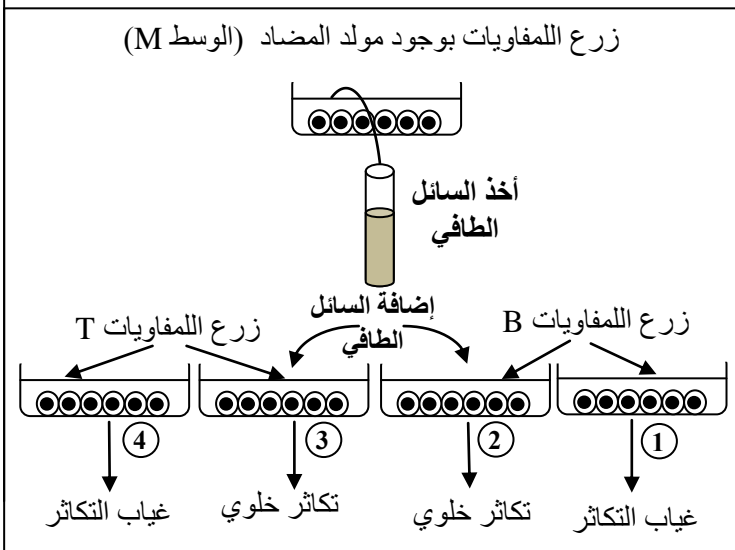 زرع اللمفاويات بوجود مولد المضاد (الوسط M)
أخذ السائل
الطافي
إضافة السائل
الطافي
زرع اللمفاويات B
زرع اللمفاويات T
1
2
3
4
غياب التكاثر
تكاثر خلوي
تكاثر خلوي
غياب التكاثر